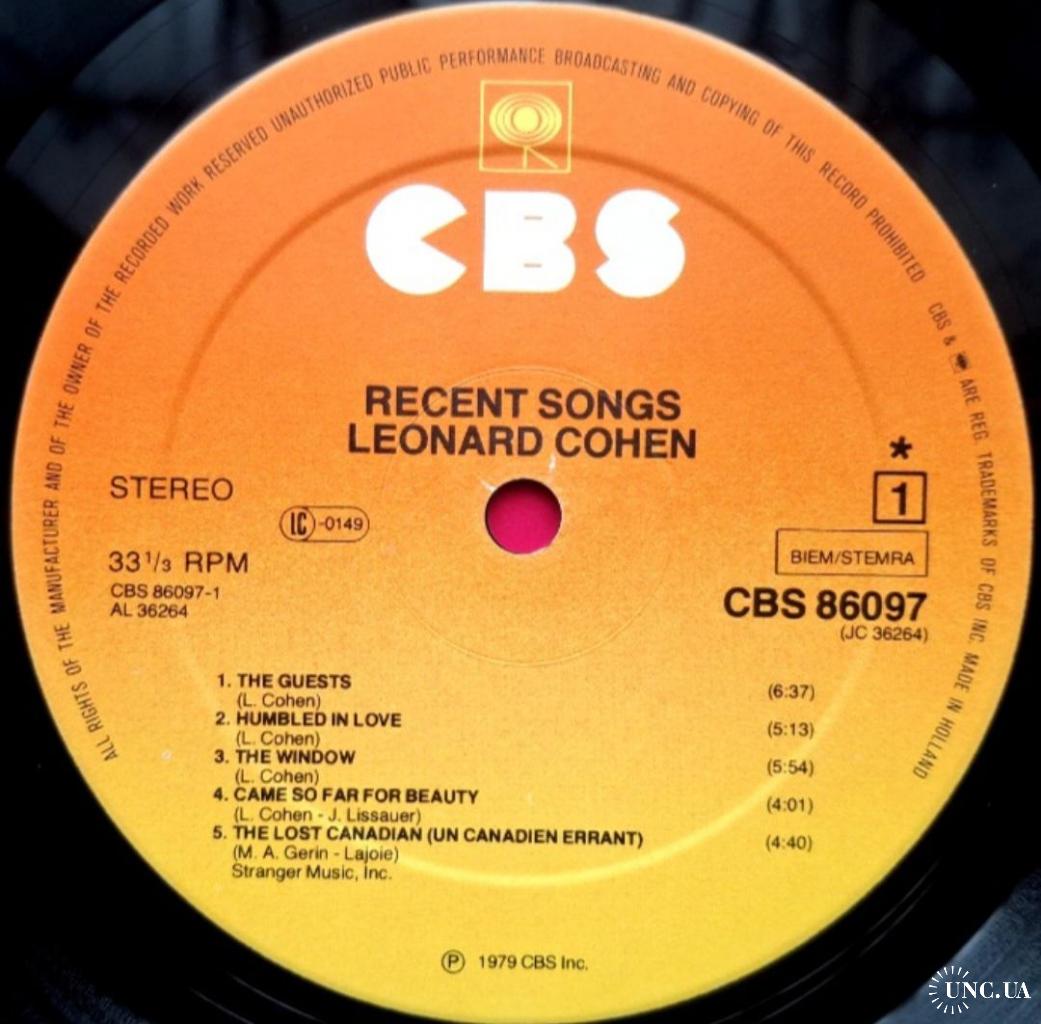 ALL RIGHTS OF THE MANUFACTURER AND OF THE OWNER OF THE RECORDED WORK RESERVED UNAUTHORIZED PUBLIC PERFORMANCE BROADCASTING AND COPYING OF THIS RECORD PROHIBITED CBS & ARE REG. TRADEMARKS OF CBS INC. MADE IN HOLLAND
CBS
RECENT SONGS
LEONARD COHEN
STEREO
LC-0149
33 1/3 RPM
CBS 86097-1
AL 36264
*
1
BIEM/STEMRA
CBS 86097
(JC 36264)
1. THE GUESTS (6:37)
(L. Cohen)
2. HUMBLED IN LOVE (5:13)
(L. Cohen)
3. THE WINDOW (5:54)
(L. Cohen)
4. CAME SO FAR FOR BEAUTY (4:01)
(L. Cohen - J. Lissauer)
5. THE LOST CANADIAN (UN CANADIEN ERRANT) (4:40)
(M. A. Gerin - Lajoie)
Stranger Music, Inc.
℗ 1979 CBS Inc.
UNC.UA